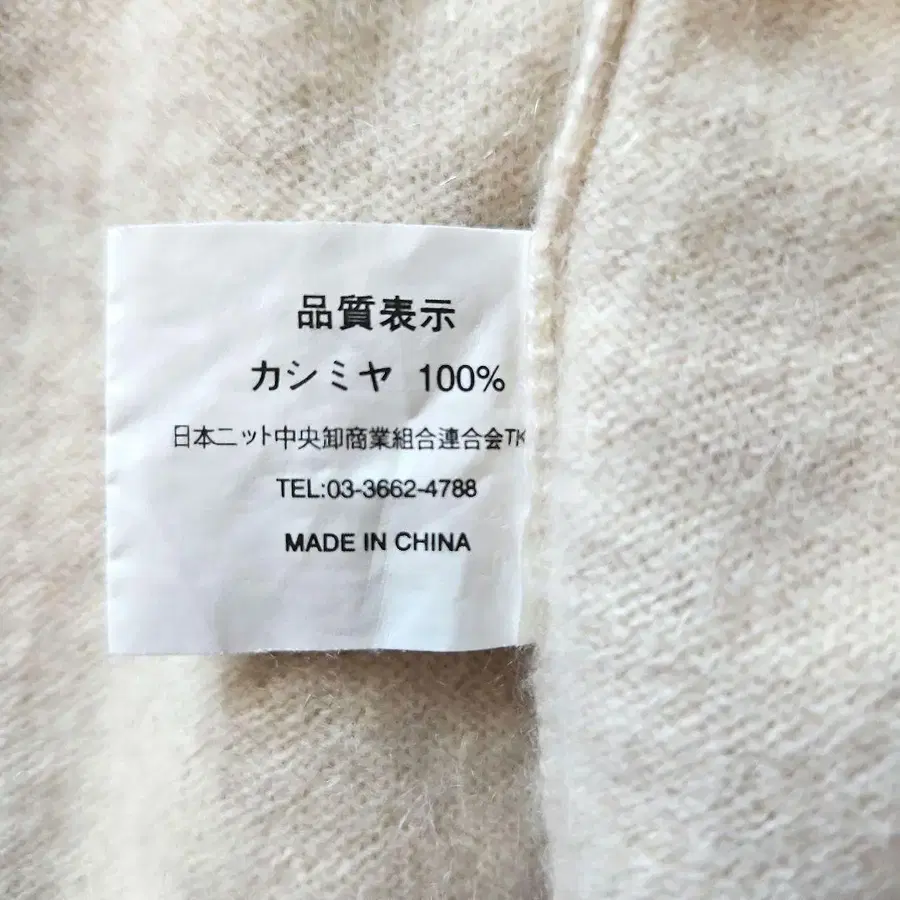 品質表示
カシミヤ 100%
日本ニット中央卸商業組合連合会TK
TEL:03-3662-4788
MADE IN CHINA